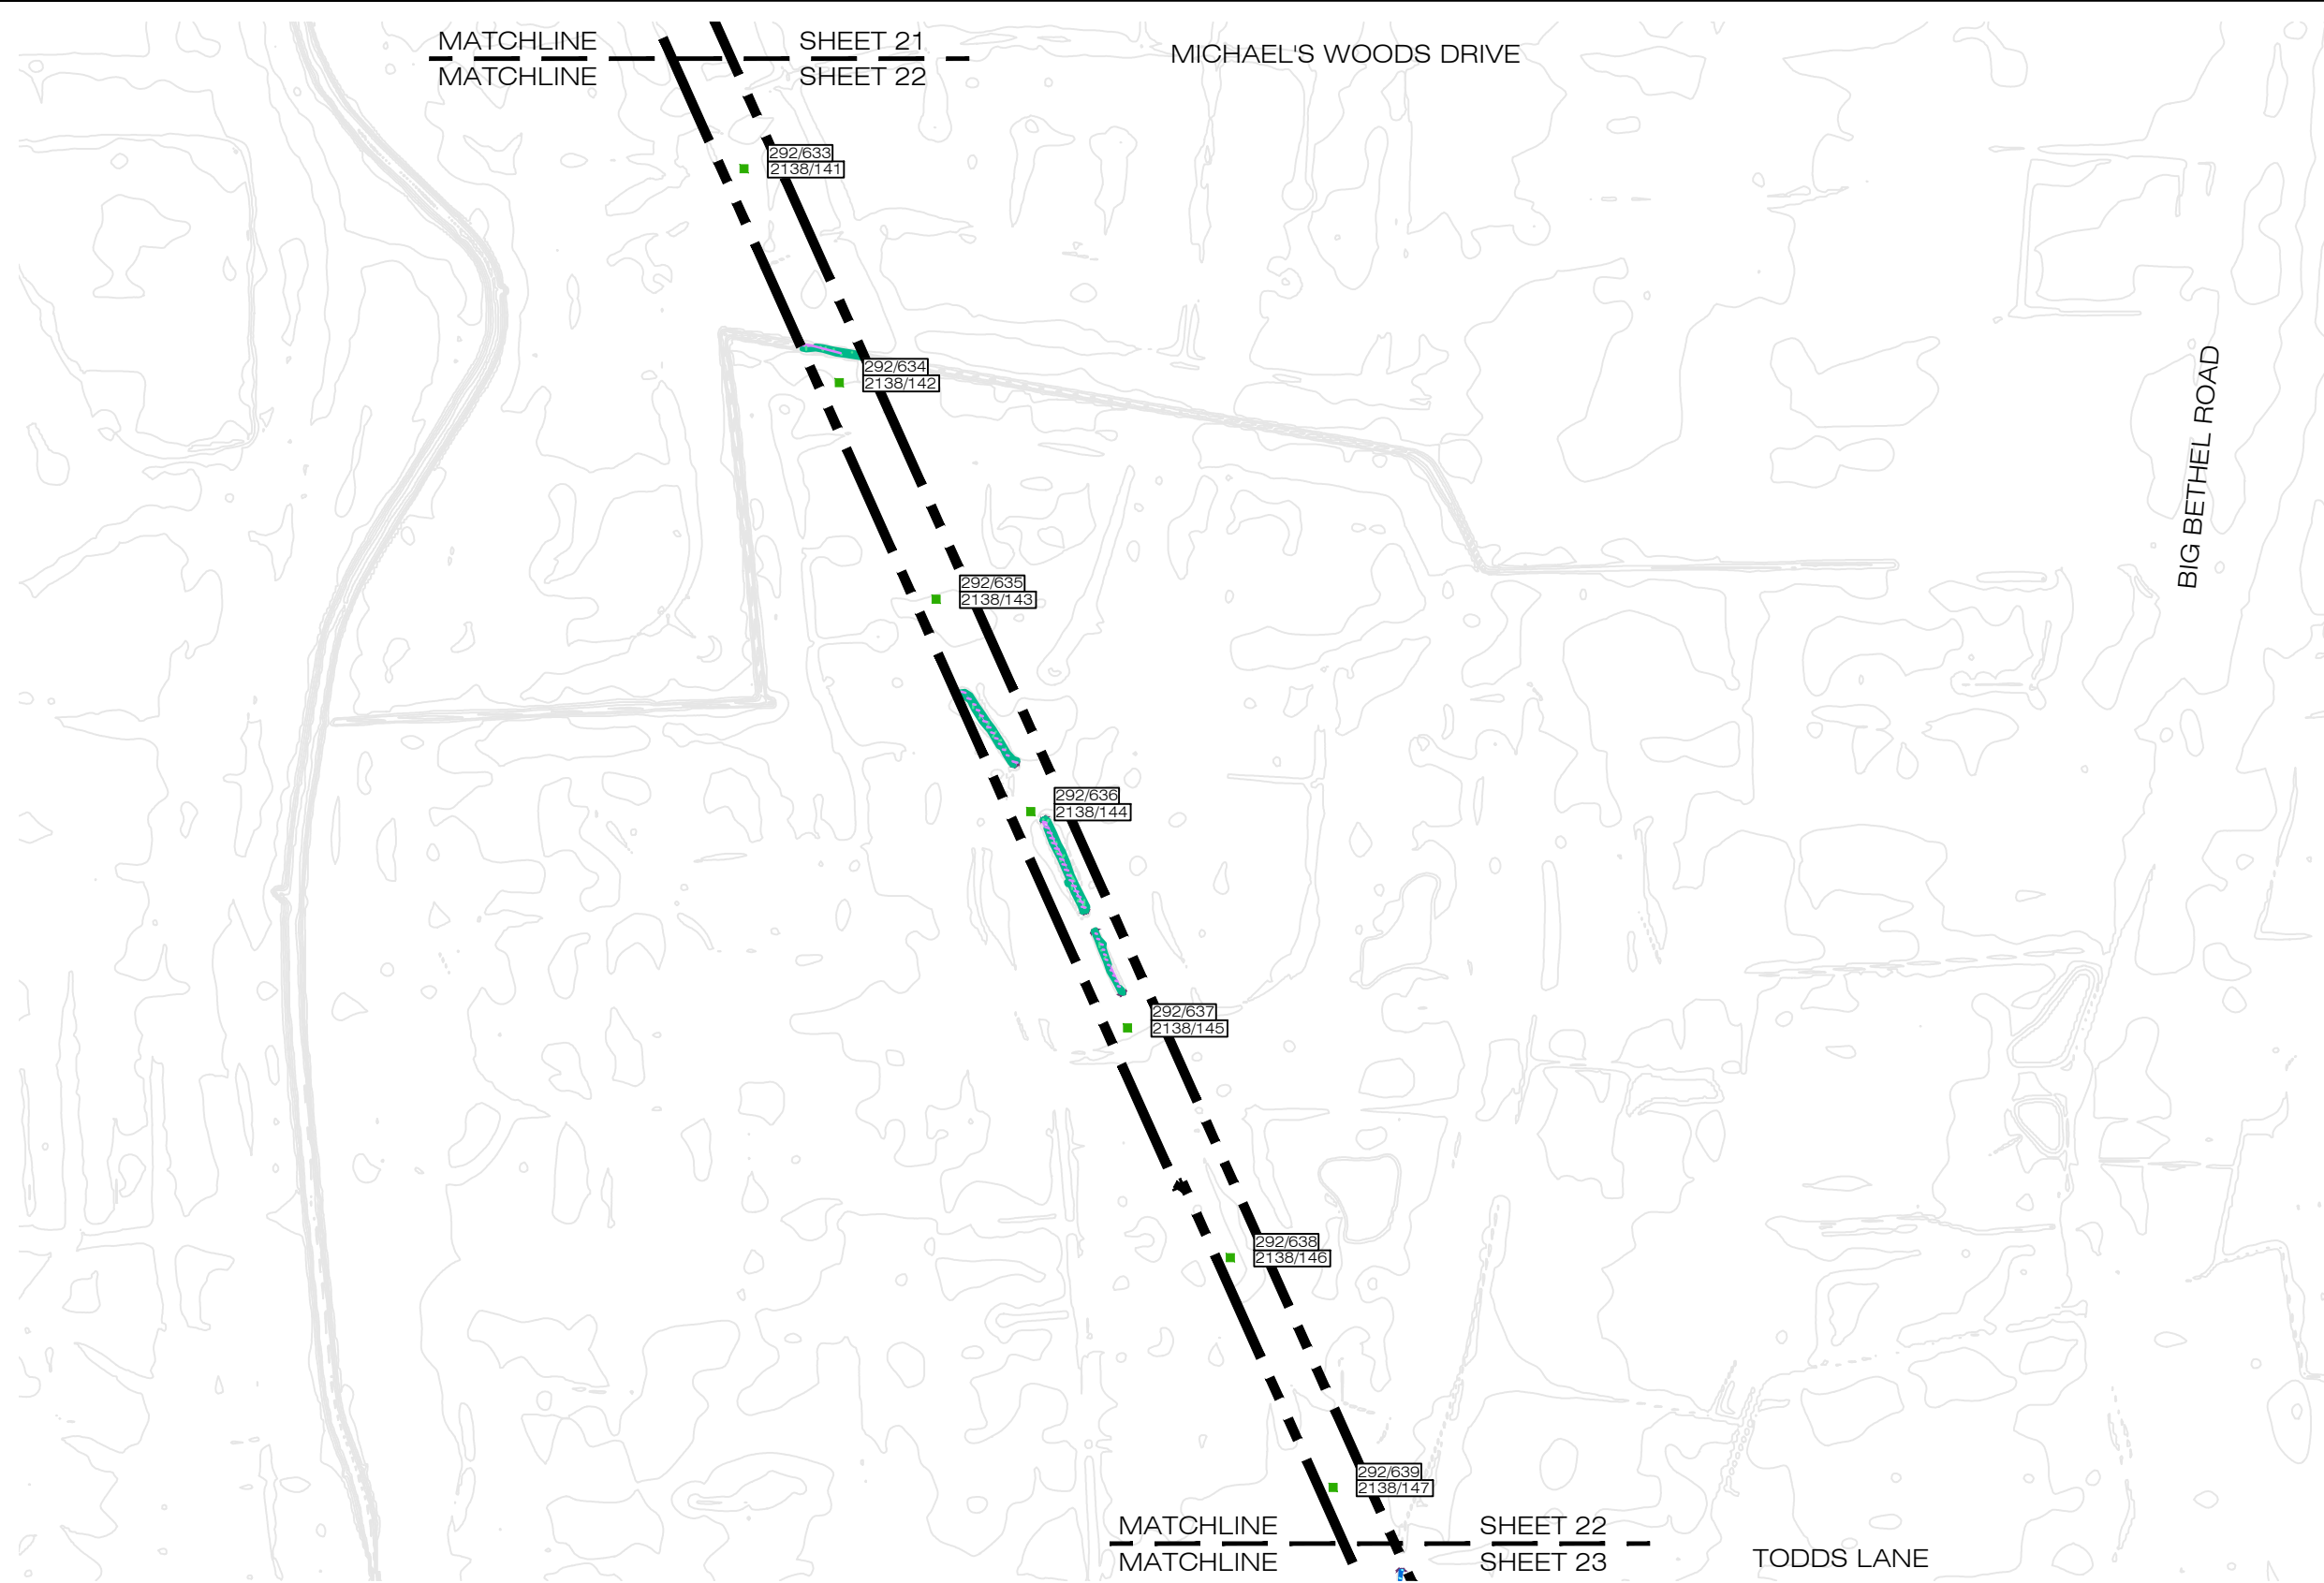 MATCHLINE SHEET 21
MATCHLINE SHEET 22
MICHAEL'S WOODS DRIVE
292/633
2138/141
292/634
2138/142
BIG BETHEL ROAD
292/635
2138/143
292/636
2138/144
292/637
2138/145
292/638
2138/146
292/639
2138/147
MATCHLINE SHEET 22
MATCHLINE SHEET 23
TODDS LANE